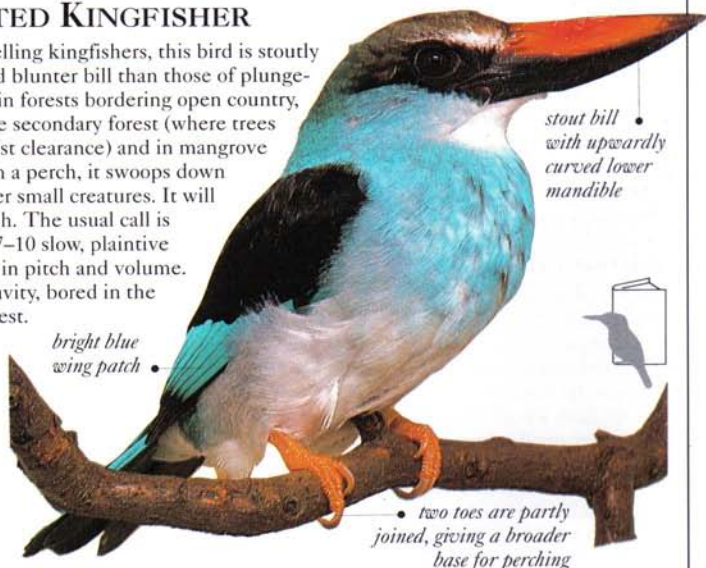 TED KINGFISHER
elling kingfishers, this bird is stoutly
d blunter bill than those of plunge-
in forests bordering open country,
e secondary forest (where trees
st clearance) and in mangrove
n a perch, it swoops down
er small creatures. It will
h. The usual call is
7–10 slow, plaintive
in pitch and volume.
avity, bored in the
est.
stout bill
with upwardly
curved lower
mandible
bright blue
wing patch
two toes are partly
joined, giving a broader
base for perching